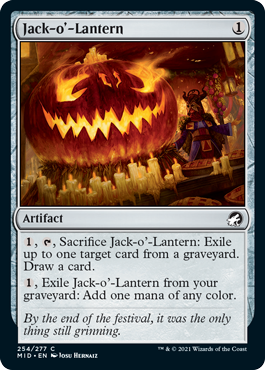 Jack-o'-Lantern 1
Artifact
1, T, Sacrifice Jack-o'-Lantern: Exile
up to one target card from a graveyard.
Draw a card.
1, Exile Jack-o'-Lantern from your
graveyard: Add one mana of any color.
By the end of the festival, it was the only
thing still grinning.
254/277 C
MID • EN Josu Hernaiz
™ & © 2021 Wizards of the Coast